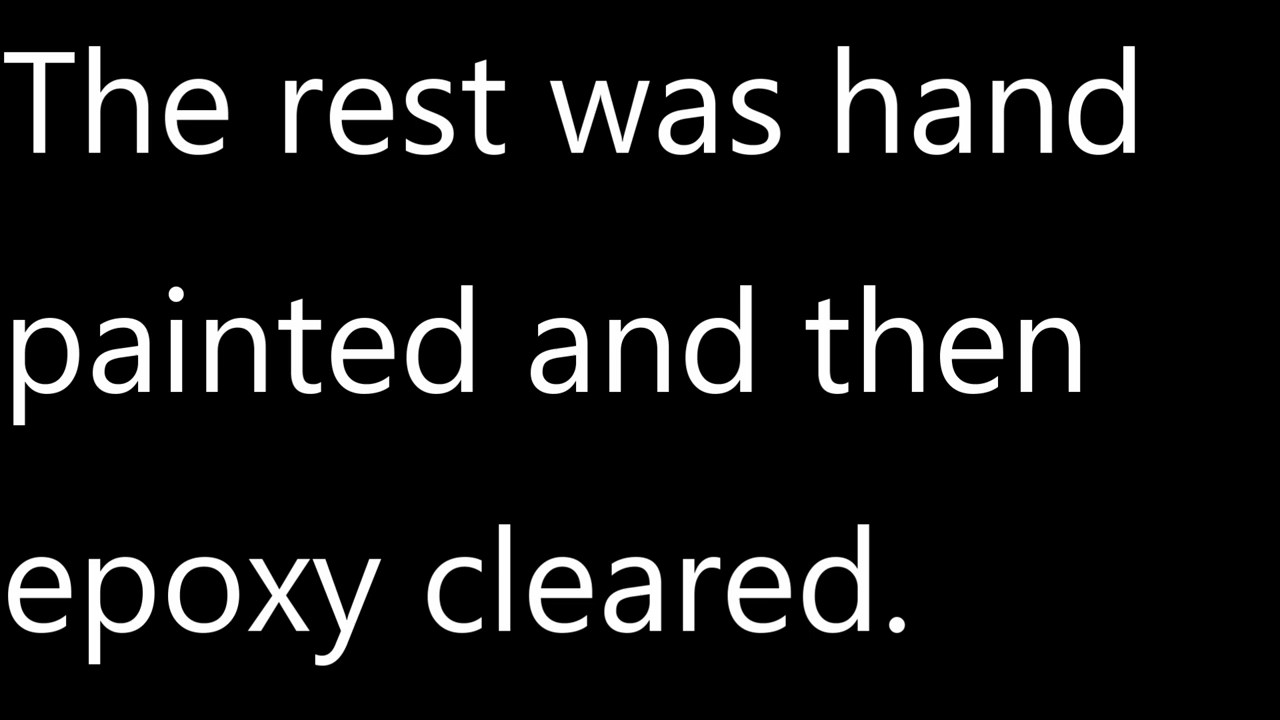 The rest was hand
painted and then
epoxy cleared.